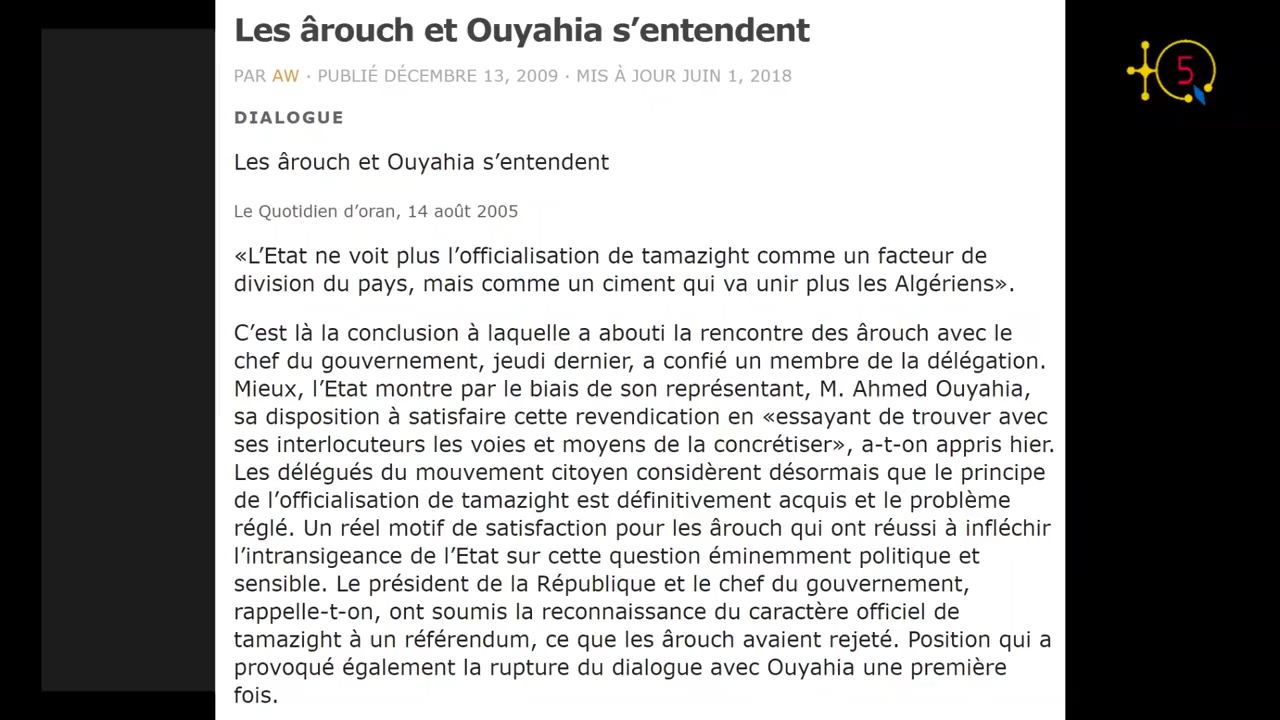 Les ârouch et Ouyahia s’entendent
PAR AW · PUBLIÉ DÉCEMBRE 13, 2009 · MIS À JOUR JUIN 1, 2018
DIALOGUE
Les ârouch et Ouyahia s’entendent
Le Quotidien d’oran, 14 août 2005
«L’Etat ne voit plus l’officialisation de tamazight comme un facteur de
division du pays, mais comme un ciment qui va unir plus les Algériens».
C’est là la conclusion à laquelle a abouti la rencontre des ârouch avec le
chef du gouvernement, jeudi dernier, a confié un membre de la délégation.
Mieux, l’Etat montre par le biais de son représentant, M. Ahmed Ouyahia,
sa disposition à satisfaire cette revendication en «essayant de trouver avec
ses interlocuteurs les voies et moyens de la concrétiser», a-t-on appris hier.
Les délégués du mouvement citoyen considèrent désormais que le principe
de l’officialisation de tamazight est définitivement acquis et le problème
réglé. Un réel motif de satisfaction pour les ârouch qui ont réussi à infléchir
l’intransigeance de l’Etat sur cette question éminemment politique et
sensible. Le président de la République et le chef du gouvernement,
rappelle-t-on, ont soumis la reconnaissance du caractère officiel de
tamazight à un référendum, ce que les ârouch avaient rejeté. Position qui a
provoqué également la rupture du dialogue avec Ouyahia une première
fois.
5